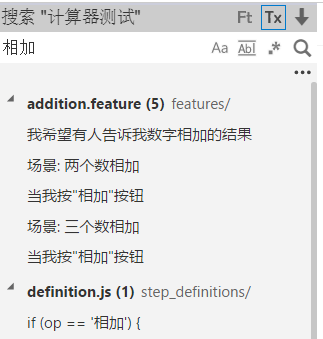 搜索 "计算器测试" Ft Tx
相加 Aa Abl .*
...
addition.feature (5) features/
我希望有人告诉我数字相加的结果
场景: 两个数相加
当我按"相加"按钮
场景: 三个数相加
当我按"相加"按钮
definition.js (1) step_definitions/
if (op == '相加') {